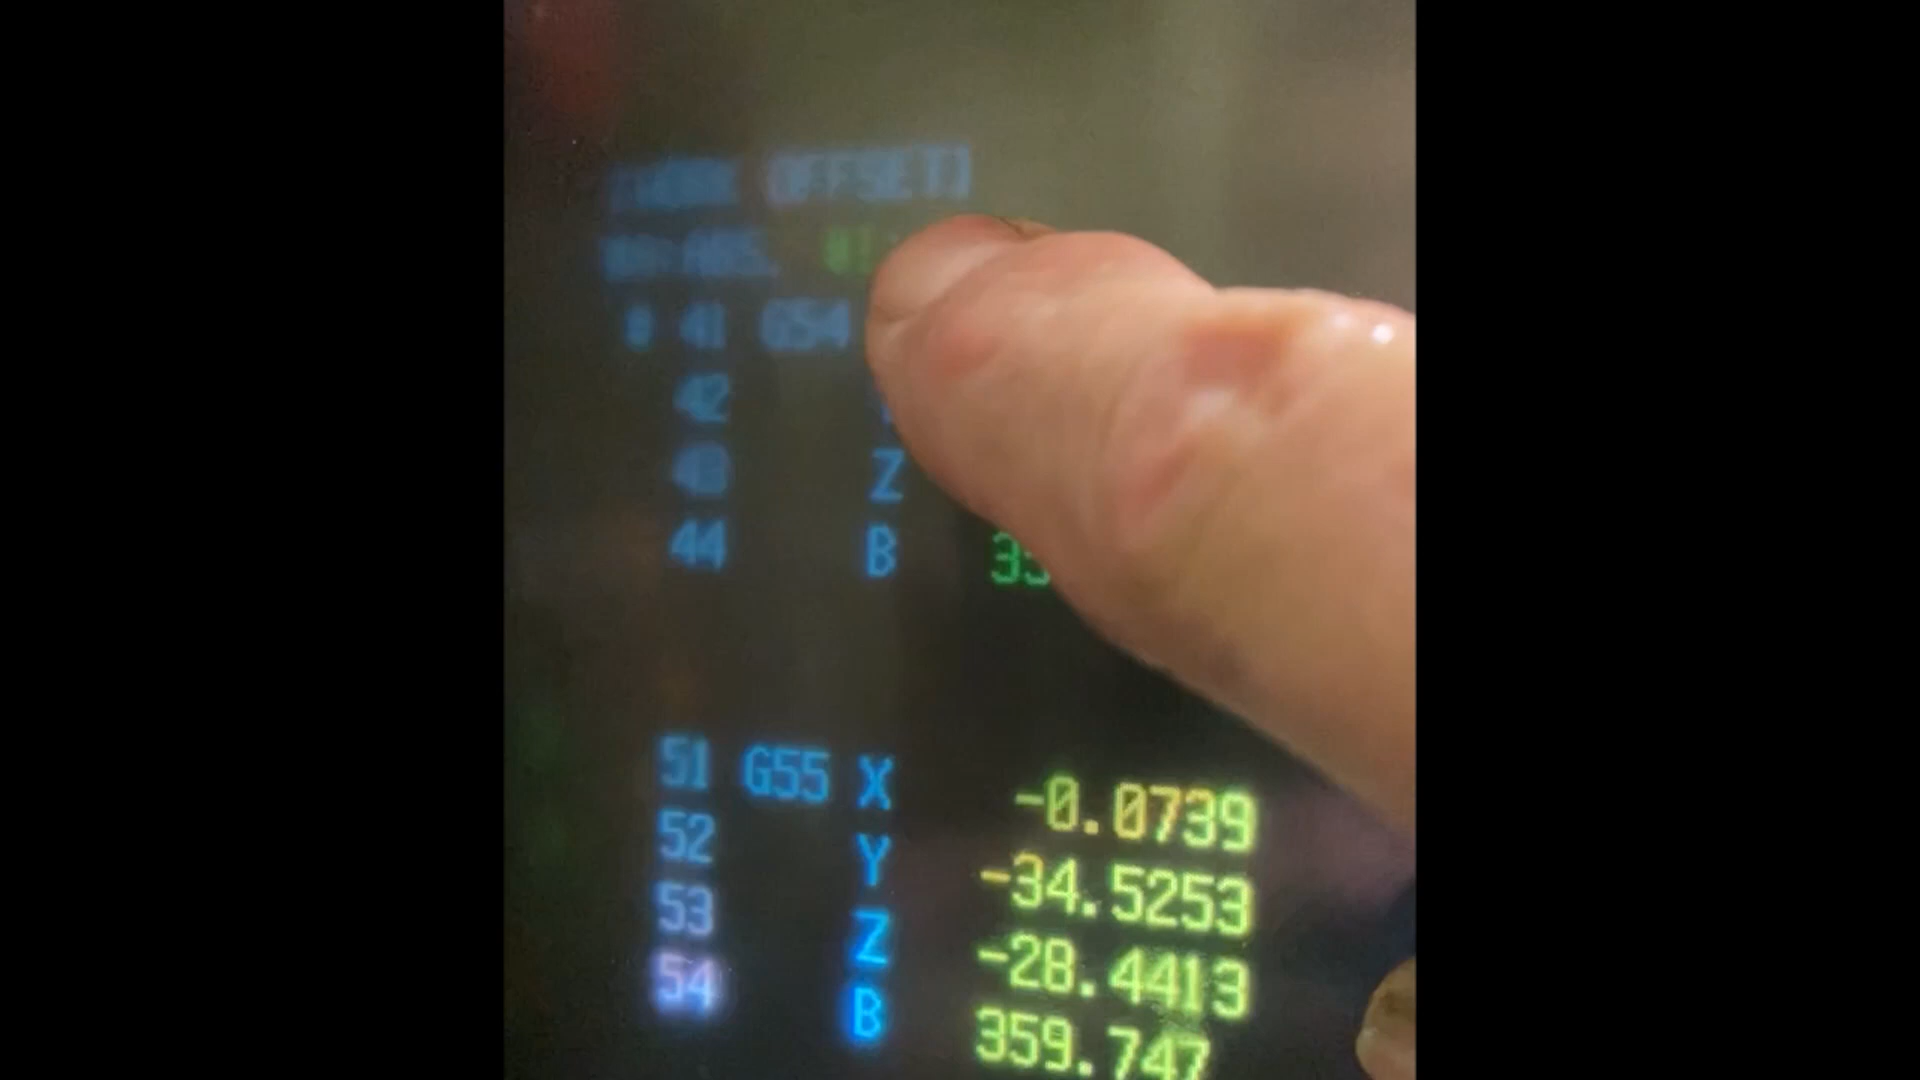 [WORK OFFSET]
# 41 G54
42
43 Z
44 B
51 G55 X -0.0739
52 Y -34.5253
53 Z -28.4413
54 B 359.747